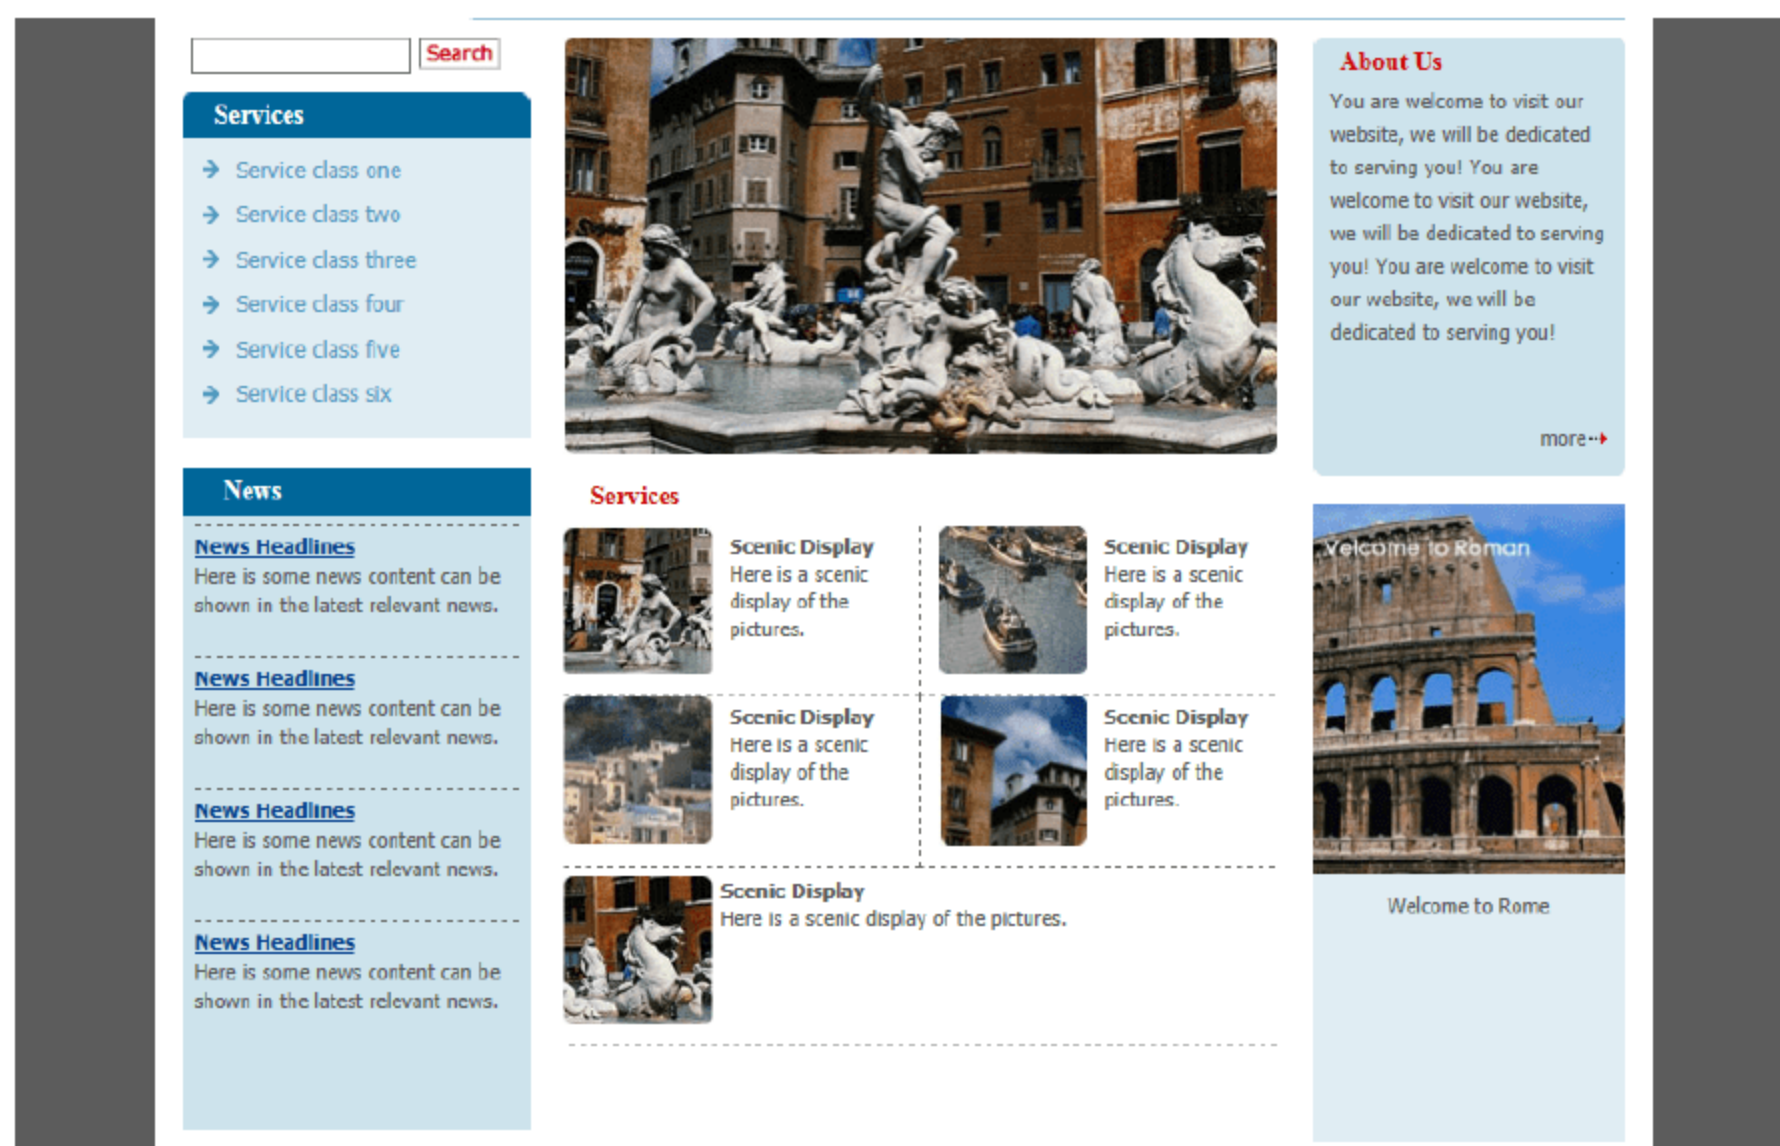 Search
Services
Service class one
Service class two
Service class three
Service class four
Service class five
Service class six
News
News Headlines
Here is some news content can be
shown in the latest relevant news.
News Headlines
Here is some news content can be
shown in the latest relevant news.
News Headlines
Here is some news content can be
shown in the latest relevant news.
News Headlines
Here is some news content can be
shown in the latest relevant news.
Services
Scenic Display
Here is a scenic
display of the
pictures.
Scenic Display
Here is a scenic
display of the
pictures.
Scenic Display
Here is a scenic
display of the
pictures.
Scenic Display
Here is a scenic
display of the
pictures.
Scenic Display
Here is a scenic display of the pictures.
About Us
You are welcome to visit our
website, we will be dedicated
to serving you! You are
welcome to visit our website,
we will be dedicated to serving
you! You are welcome to visit
our website, we will be
dedicated to serving you!
more
Welcome to Roman
Welcome to Rome